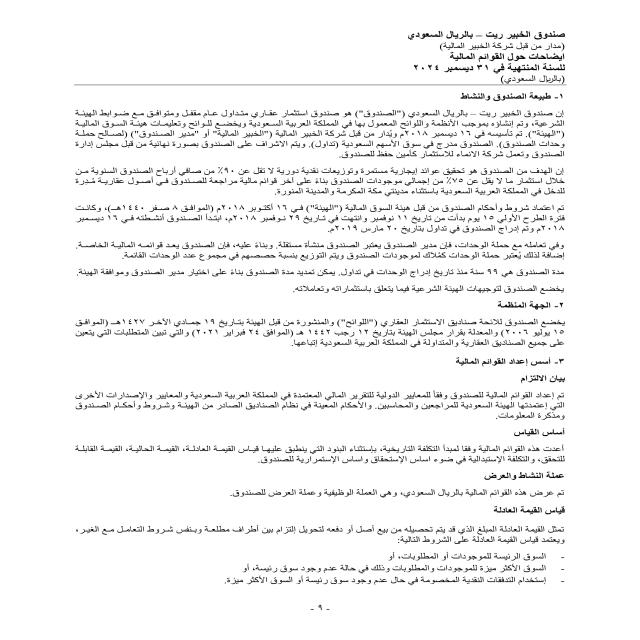 صندوق الخبير ريت – بالريال السعودي
(مدار من قبل شركة الخبير المالية)
ايضاحات حول القوائم المالية
للسنة المنتهية في ٣١ ديسمبر ٢٠٢٤
(بالريال السعودي)
١- طبيعة الصندوق والنشاط
إن صندوق الخبير ريت – بالريال السعودي ("الصندوق") هو صندوق استثمار عقاري متداول عام مقفل ومتوافق مع ضوابط الهيئة
الشرعية، وتم إنشاؤه بموجب الأنظمة واللوائح المعمول بها في المملكة العربية السعودية ويخضع للوائح وتعليمات هيئة السوق المالية
("الهيئة"). تم تأسيسه في ١٦ ديسمبر ٢٠١٨م ويُدار من قبل شركة الخبير المالية ("الخبير المالية" أو "مدير الصندوق") (لصالح حملة
وحدات الصندوق). الصندوق مدرج في سوق الأسهم السعودية (تداول). ويتم الاشراف على الصندوق بصورة نهائية من قبل مجلس إدارة
الصندوق وتعمل شركة الانماء للاستثمار كأمين حفظ للصندوق.
إن الهدف من الصندوق هو تحقيق عوائد إيجارية مستمرة وتوزيعات نقدية دورية لا تقل عن ٩٠٪ من صافي أرباح الصندوق السنوية من
خلال استثمار ما لا يقل عن ٧٥٪ من إجمالي موجودات الصندوق بناءً على آخر قوائم مالية مراجعة للصندوق في أصول عقارية مُدرة
للدخل في المملكة العربية السعودية باستثناء مدينتي مكة المكرمة والمدينة المنورة.
تم اعتماد شروط وأحكام الصندوق من قبل هيئة السوق المالية ("الهيئة") في ١٦ أكتوبر ٢٠١٨م (الموافق ٨ صفر ١٤٤٠هـ)، وكانت
فترة الطرح الأولي ١٥ يوم بدأت من تاريخ ١١ نوفمبر وانتهت في تاريخ ٢٩ نوفمبر ٢٠١٨م، ابتدأ الصندوق أنشطته في ١٦ ديسمبر
٢٠١٨م وتم إدراج الصندوق في تداول بتاريخ ٢٠ مارس ٢٠١٩م.
وفي تعامله مع حملة الوحدات، فإن مدير الصندوق يعتبر الصندوق منشأة مستقلة. وبناءً عليه، فإن الصندوق يعد قوائمه المالية الخاصة.
إضافة لذلك يُعتبر حملة الوحدات كمُلاك لموجودات الصندوق ويتم التوزيع بنسبة حصصهم في مجموع عدد الوحدات القائمة.
مدة الصندوق هي ٩٩ سنة منذ تاريخ إدراج الوحدات في تداول. يمكن تمديد مدة الصندوق بناءً على اختيار مدير الصندوق وموافقة الهيئة.
يخضع الصندوق لتوجيهات الهيئة الشرعية فيما يتعلق باستثماراته وتعاملاته.
٢- الجهة المنظمة
يخضع الصندوق للائحة صناديق الاستثمار العقاري ("اللوائح") والمنشورة من قبل الهيئة بتاريخ ١٩ جمادي الآخر ١٤٢٧هـ (الموافق
١٥ يوليو ٢٠٠٦) والمعدلة بقرار مجلس الهيئة بتاريخ ١٢ رجب ١٤٤٢ هـ (الموافق ٢٤ فبراير ٢٠٢١) والتي تبين المتطلبات التي يتعين
على جميع الصناديق العقارية والمتداولة في المملكة العربية السعودية إتباعها.
٣- أسس إعداد القوائم المالية
بيان الالتزام
تم إعداد القوائم المالية للصندوق وفقاً للمعايير الدولية للتقرير المالي المعتمدة في المملكة العربية السعودية والمعايير والإصدارات الأخرى
التي إعتمدتها الهيئة السعودية للمراجعين والمحاسبين. والأحكام المعينة في نظام الصناديق الصادر من الهيئة وشروط وأحكام الصندوق
ومذكرة المعلومات.
أساس القياس
أعدت هذه القوائم المالية وفقا لمبدأ التكلفة التاريخية، بإستثناء البنود التي ينطبق عليها قياس القيمة العادلة، القيمة الحالية، القيمة القابلة
للتحقق، والتكلفة الإستبدالية في ضوء اساس الإستحقاق واساس الإستمرارية للصندوق.
عملة النشاط والعرض
تم عرض هذه القوائم المالية بالريال السعودي، وهي العملة الوظيفية وعملة العرض للصندوق.
قياس القيمة العادلة
تمثل القيمة العادلة المبلغ الذي قد يتم تحصيله من بيع أصل أو دفعه لتحويل إلتزام بين أطراف مطلعة وبنفس شروط التعامل مع الغير،
ويعتمد قياس القيمة العادلة على الشروط التالية:
- السوق الرئيسة للموجودات أو المطلوبات، أو
- السوق الأكثر ميزة للموجودات والمطلوبات وذلك في حالة عدم وجود سوق رئيسة، أو
- إستخدام التدفقات النقدية المخصومة في حال عدم وجود سوق رئيسة أو السوق الأكثر ميزة.
- ٩ -